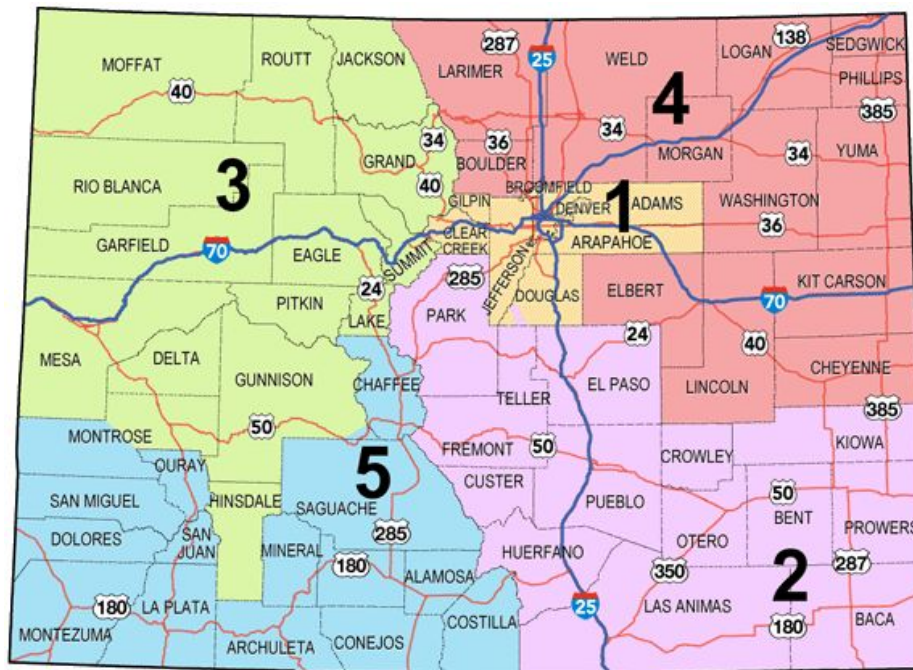 MOFFAT
ROUTT
JACKSON
287
25
LARIMER
WELD
LOGAN
138
SEDGWICK
PHILLIPS
40
4
385
34
36
34
MORGAN
34
YUMA
GRAND
BOULDER
RIO BLANCA
3
40
GILPIN
BROOMFIELD
DENVER
1
ADAMS
WASHINGTON
36
GARFIELD
70
EAGLE
SUMMIT
CLEAR
CREEK
JEFFERSON
ARAPAHOE
285
24
PITKIN
LAKE
PARK
DOUGLAS
ELBERT
KIT CARSON
70
24
40
MESA
DELTA
GUNNISON
CHAFFEE
TELLER
EL PASO
LINCOLN
CHEYENNE
385
50
MONTROSE
OURAY
5
FREMONT
50
CROWLEY
KIOWA
SAN MIGUEL
HINSDALE
SAGUACHE
CUSTER
PUEBLO
50
BENT
PROWERS
DOLORES
SAN
JUAN
MINERAL
285
180
HUERFANO
OTERO
350
2
287
ALAMOSA
180
LA PLATA
25
LAS ANIMAS
180
BACA
MONTEZUMA
ARCHULETA
CONEJOS
COSTILLA